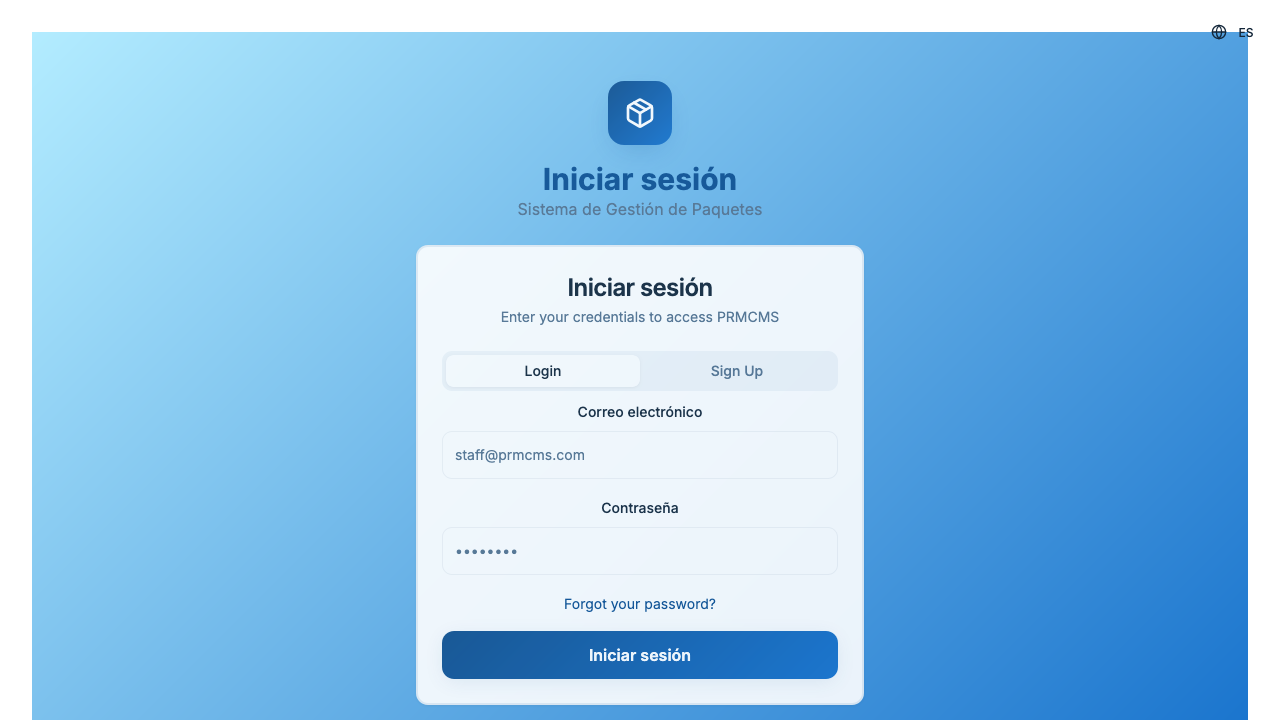 ES
Iniciar sesión
Sistema de Gestión de Paquetes
Iniciar sesión
Enter your credentials to access PRMCMS
Login
Sign Up
Correo electrónico
staff@prmcms.com
Contraseña
••••••••
Forgot your password?
Iniciar sesión